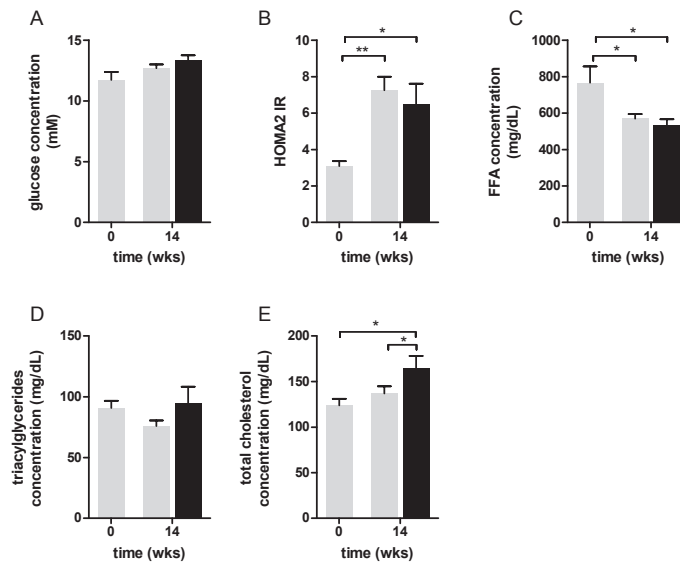 A
glucose concentration
(mM)
15
10
5
0
0
14
time (wks)
B
HOMA2 IR
*
**
8
6
4
2
0
0
14
time (wks)
C
FFA concentration
(mg/dL)
*
*
1000
800
600
400
200
0
0
14
time (wks)
D
triacylglycerides
concentration (mg/dL)
150
100
50
0
0
14
time (wks)
E
total cholesterol
concentration (mg/dL)
*
*
200
150
100
50
0
0
14
time (wks)